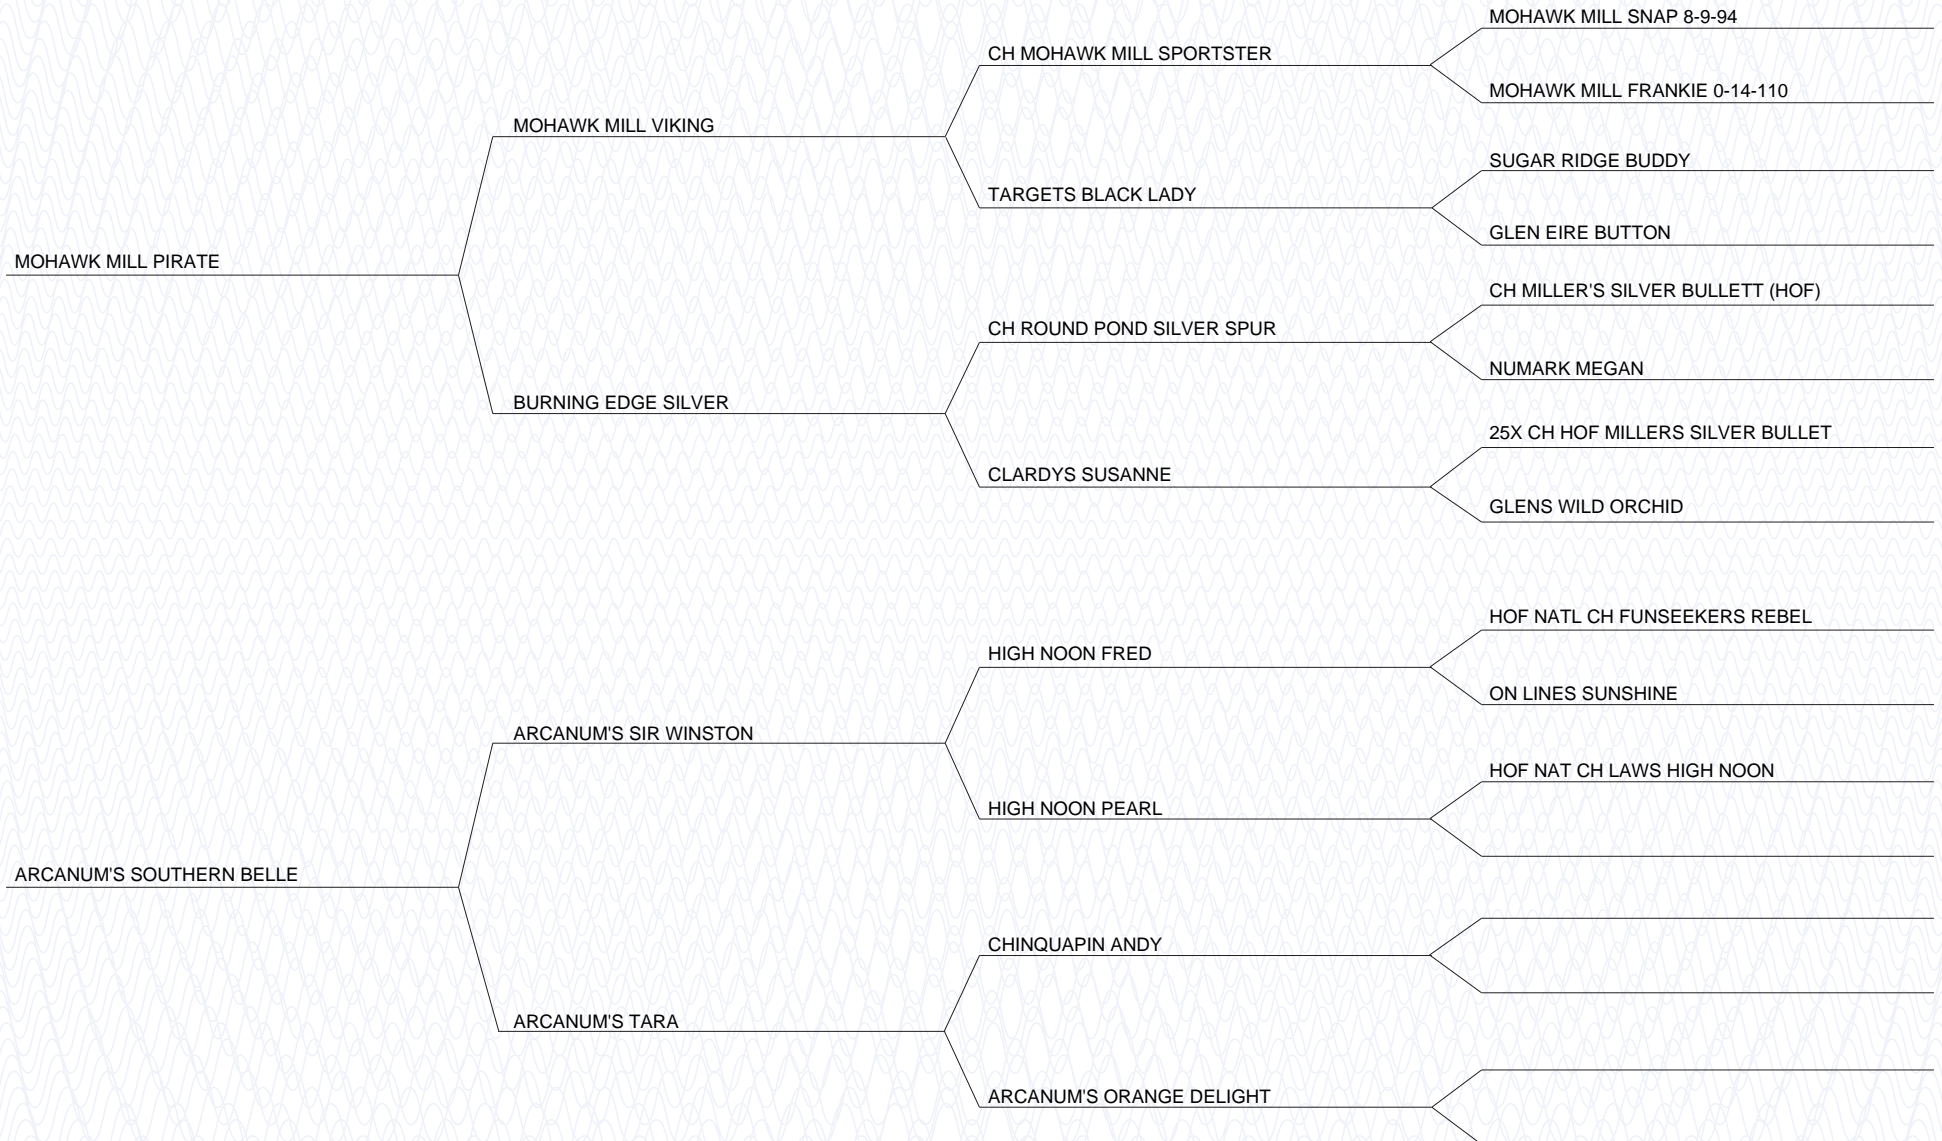 MOHAWK MILL SNAP 8-9-94
CH MOHAWK MILL SPORTSTER
MOHAWK MILL FRANKIE 0-14-110
MOHAWK MILL VIKING
SUGAR RIDGE BUDDY
TARGETS BLACK LADY
GLEN EIRE BUTTON
MOHAWK MILL PIRATE
CH MILLER'S SILVER BULLETT (HOF)
CH ROUND POND SILVER SPUR
NUMARK MEGAN
BURNING EDGE SILVER
25X CH HOF MILLERS SILVER BULLET
CLARDYS SUSANNE
GLENS WILD ORCHID
HOF NATL CH FUNSEEKERS REBEL
HIGH NOON FRED
ON LINES SUNSHINE
ARCANUM'S SIR WINSTON
HOF NAT CH LAWS HIGH NOON
HIGH NOON PEARL
ARCANUM'S SOUTHERN BELLE
CHINQUAPIN ANDY
ARCANUM'S TARA
ARCANUM'S ORANGE DELIGHT